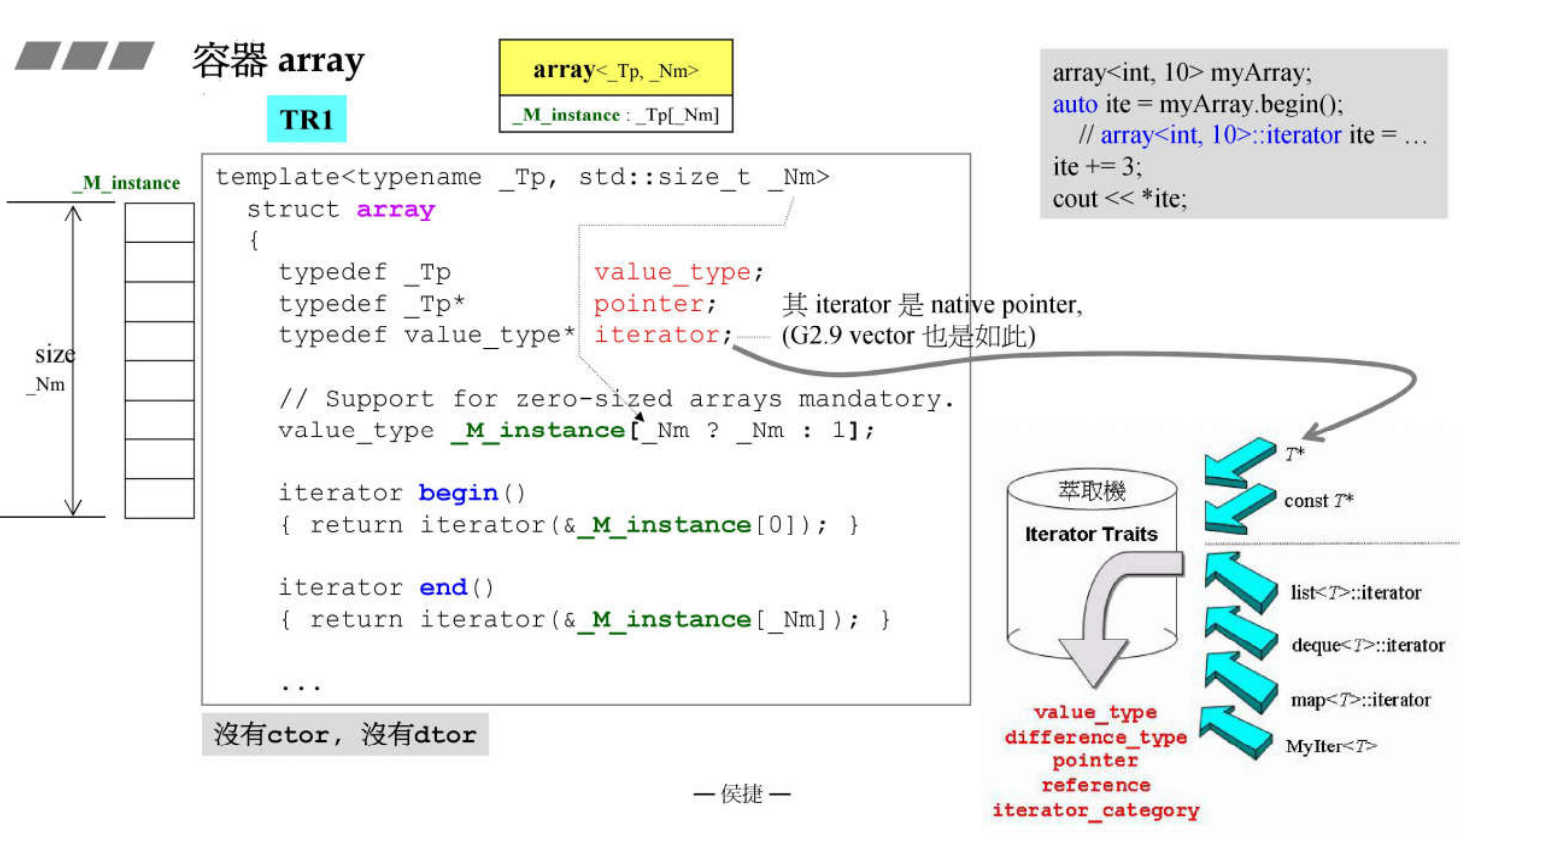 容器 array
TR1
array<_Tp, _Nm>
_M_instance : _Tp[_Nm]
array<int, 10> myArray;
auto ite = myArray.begin();
// array<int, 10>::iterator ite = …
ite += 3;
cout << *ite;
_M_instance
size
_Nm
template<typename _Tp, std::size_t _Nm>
struct array
{
typedef _Tp value_type;
typedef _Tp* pointer;
typedef value_type* iterator;
其 iterator 是 native pointer,
(G2.9 vector 也是如此)
// Support for zero-sized arrays mandatory.
value_type _M_instance[_Nm ? _Nm : 1];
iterator begin()
{ return iterator(&_M_instance[0]); }
iterator end()
{ return iterator(&_M_instance[_Nm]); }
...
沒有ctor, 沒有dtor
萃取機
Iterator Traits
T*
const T*
list<T>::iterator
deque<T>::iterator
map<T>::iterator
MyIter<T>
value_type
difference_type
pointer
reference
iterator_category
— 侯捷 —